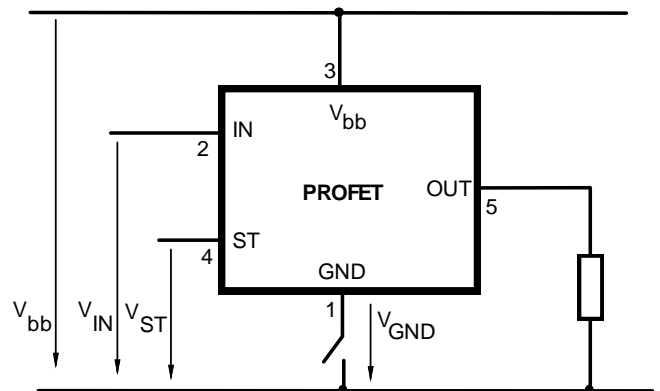 3
V_bb
IN
2
PROFET
OUT
5
ST
4
GND
1
V_bb
V_IN
V_ST
V_GND